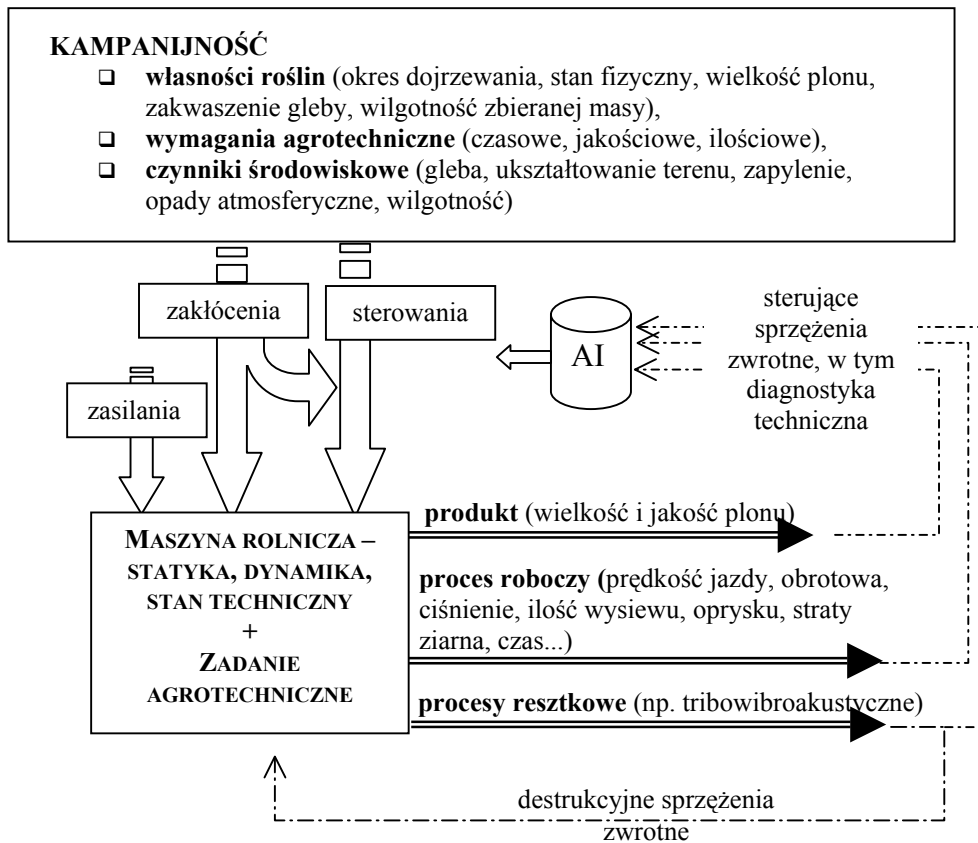 KAMPANIJNOŚĆ
❑ własności roślin (okres dojrzewania, stan fizyczny, wielkość plonu,
zakwaszenie gleby, wilgotność zbieranej masy),
❑ wymagania agrotechniczne (czasowe, jakościowe, ilościowe),
❑ czynniki środowiskowe (gleba, ukształtowanie terenu, zapylenie,
opady atmosferyczne, wilgotność)
zakłócenia
sterowania
AI
sterujące
sprzężenia
zwrotne, w tym
diagnostyka
techniczna
zasilania
MASZYNA ROLNICZA –
STATYKA, DYNAMIKA,
STAN TECHNICZNY
+
ZADANIE
AGROTECHNICZNE
produkt (wielkość i jakość plonu)
proces roboczy (prędkość jazdy, obrotowa,
ciśnienie, ilość wysiewu, oprysku, straty
ziarna, czas...)
procesy resztkowe (np. tribowibroakustyczne)
destrukcyjne sprzężenia
zwrotne